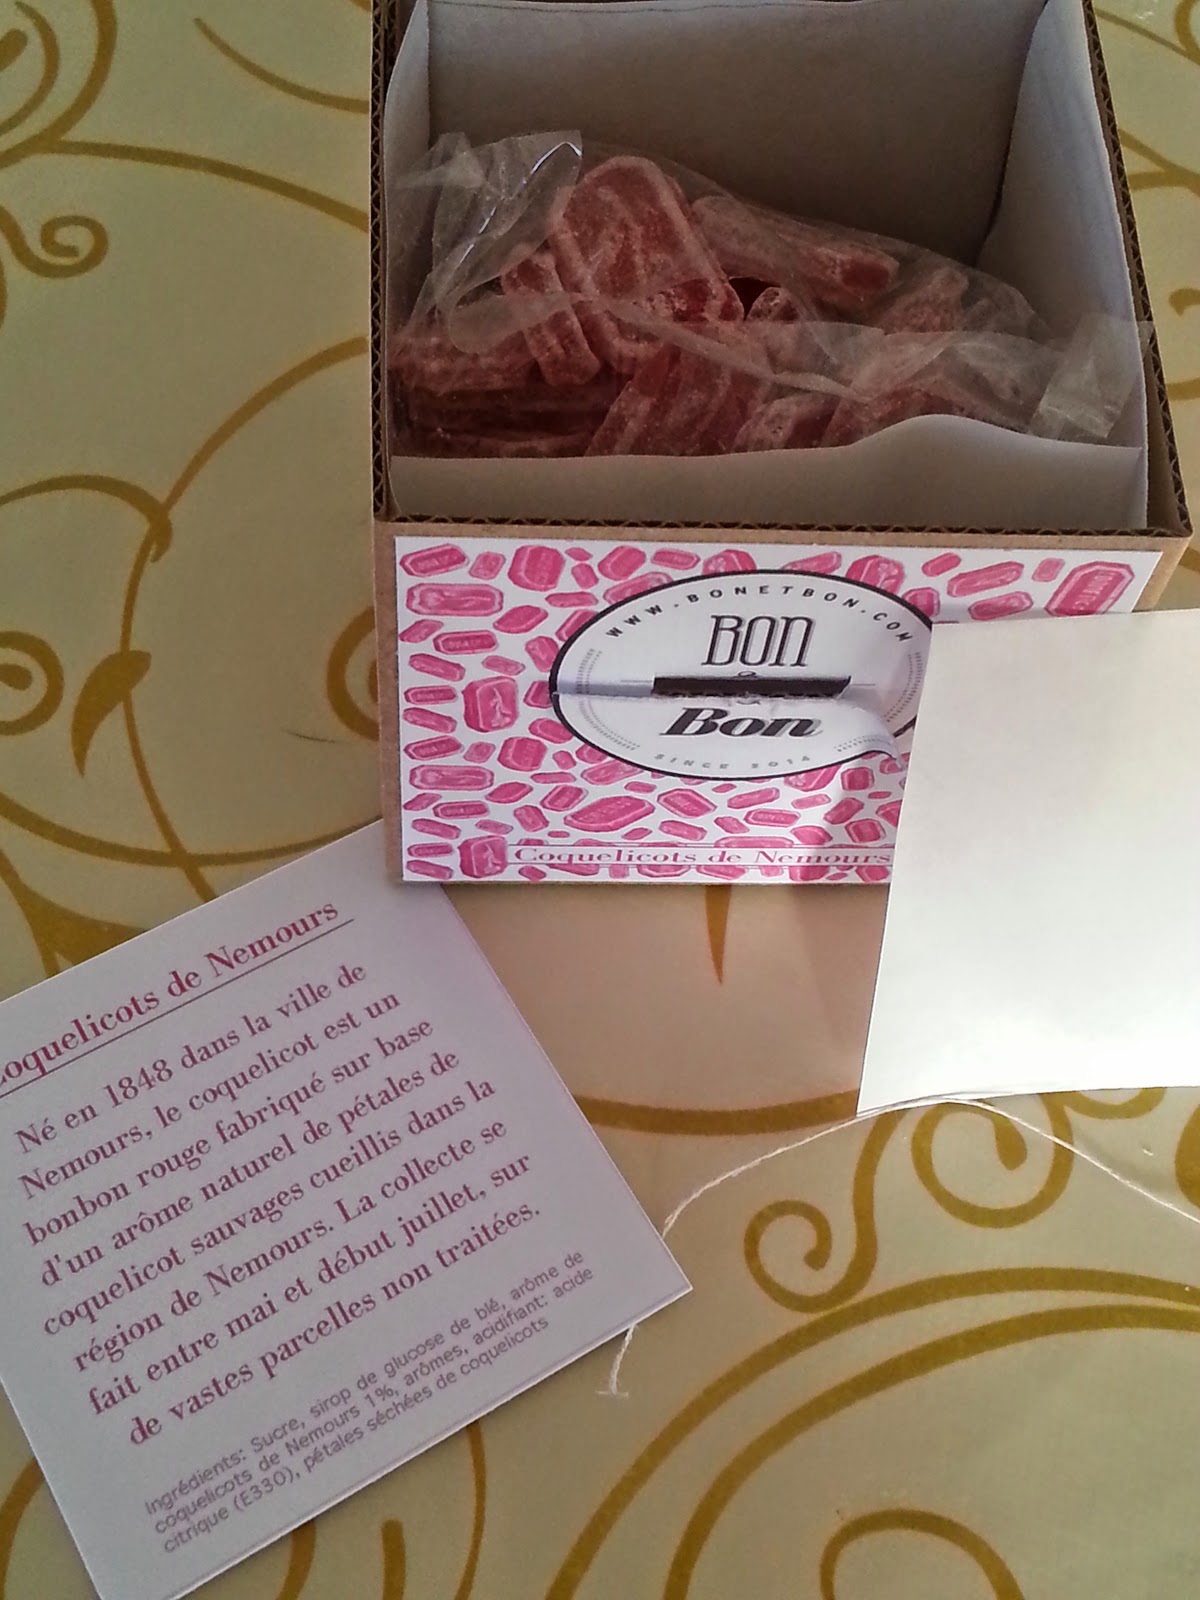 WWW.BONETBON.COM
BON
Bon
SINCE 2014
Coquelicots de Nemours
Coquelicots de Nemours
Né en 1848 dans la ville de
Nemours, le coquelicot est un
bonbon rouge fabriqué sur base
d'un arôme naturel de pétales de
coquelicot sauvages cueillis dans la
région de Nemours. La collecte se
fait entre mai et début juillet, sur
de vastes parcelles non traitées.
Ingrédients: Sucre, sirop de glucose de blé, arôme de
coquelicots de Nemours 1%, arômes, acidifiant: acide
citrique (E330), pétales séchées de coquelicots